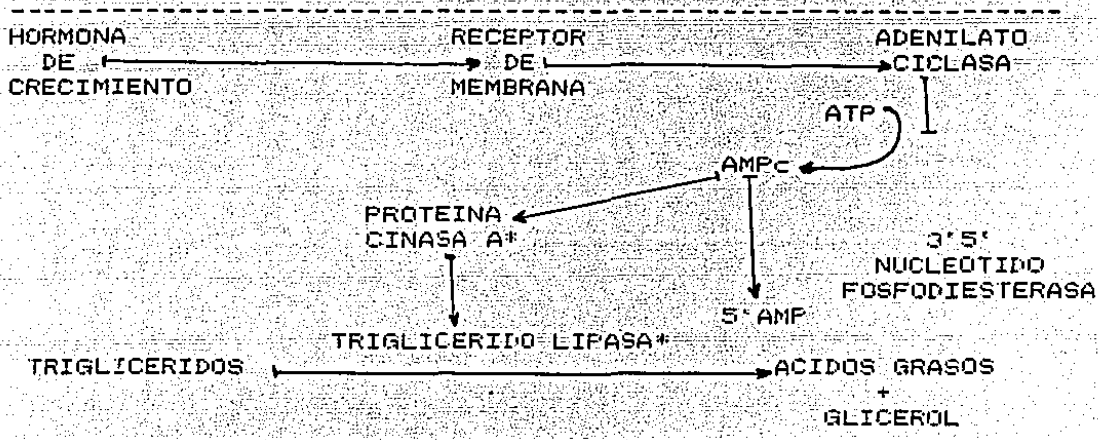 HORMONA
DE
CRECIMIENTO
RECEPTOR
DE
MEMBRANA
ADENILATO
CICLASA
ATP
AMPc
PROTEINA
CINASA A*
3'5'
NUCLEOTIDO
FOSFODIESTERASA
5'AMP
TRIGLICERIDO LIPASA*
TRIGLICERIDOS
ACIDOS GRASOS
+
GLICEROL